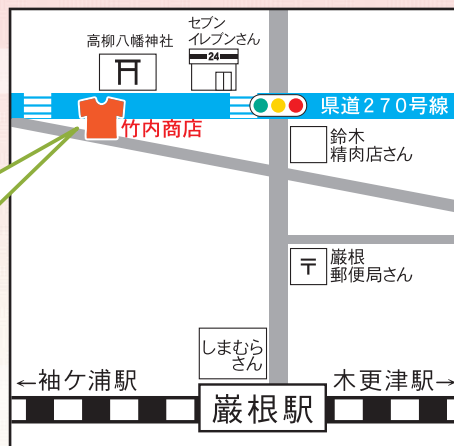 セブン
イレブンさん
高柳八幡神社
24
県道270号線
竹内商店
鈴木
精肉店さん
〒
巌根
郵便局さん
しまむら
さん
←袖ケ浦駅
木更津駅→
巌根駅